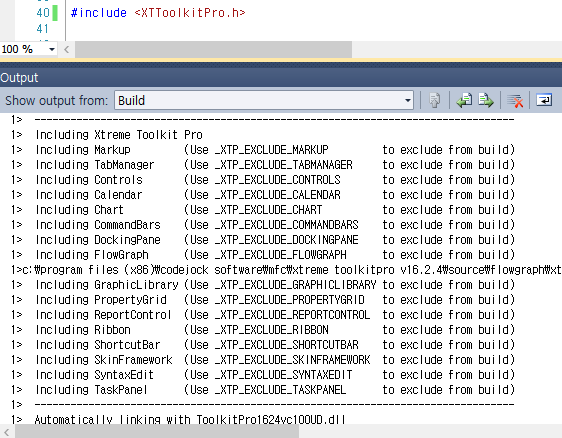 40 #include <XTToolkitPro.h>
41
100 %
Output
Show output from: Build
1> ------------------------------------------------------------------
1> Including Xtreme Toolkit Pro
1> Including Markup (Use _XTP_EXCLUDE_MARKUP to exclude from build)
1> Including TabManager (Use _XTP_EXCLUDE_TABMANAGER to exclude from build)
1> Including Controls (Use _XTP_EXCLUDE_CONTROLS to exclude from build)
1> Including Calendar (Use _XTP_EXCLUDE_CALENDAR to exclude from build)
1> Including Chart (Use _XTP_EXCLUDE_CHART to exclude from build)
1> Including CommandBars (Use _XTP_EXCLUDE_COMMANDBARS to exclude from build)
1> Including DockingPane (Use _XTP_EXCLUDE_DOCKINGPANE to exclude from build)
1> Including FlowGraph (Use _XTP_EXCLUDE_FLOWGRAPH to exclude from build)
1>c:₩program files (x86)₩codejock software₩mfc₩xtreme toolkitpro v16.2.4₩source₩flowgraph₩xt
1> Including GraphicLibrary (Use _XTP_EXCLUDE_GRAPHICLIBRARY to exclude from build)
1> Including PropertyGrid (Use _XTP_EXCLUDE_PROPERTYGRID to exclude from build)
1> Including ReportControl (Use _XTP_EXCLUDE_REPORTCONTROL to exclude from build)
1> Including Ribbon (Use _XTP_EXCLUDE_RIBBON to exclude from build)
1> Including ShortcutBar (Use _XTP_EXCLUDE_SHORTCUTBAR to exclude from build)
1> Including SkinFramework (Use _XTP_EXCLUDE_SKINFRAMEWORK to exclude from build)
1> Including SyntaxEdit (Use _XTP_EXCLUDE_SYNTAXEDIT to exclude from build)
1> Including TaskPanel (Use _XTP_EXCLUDE_TASKPANEL to exclude from build)
1> ------------------------------------------------------------------
1> Automatically linking with ToolkitPro1624vc100UD.dll